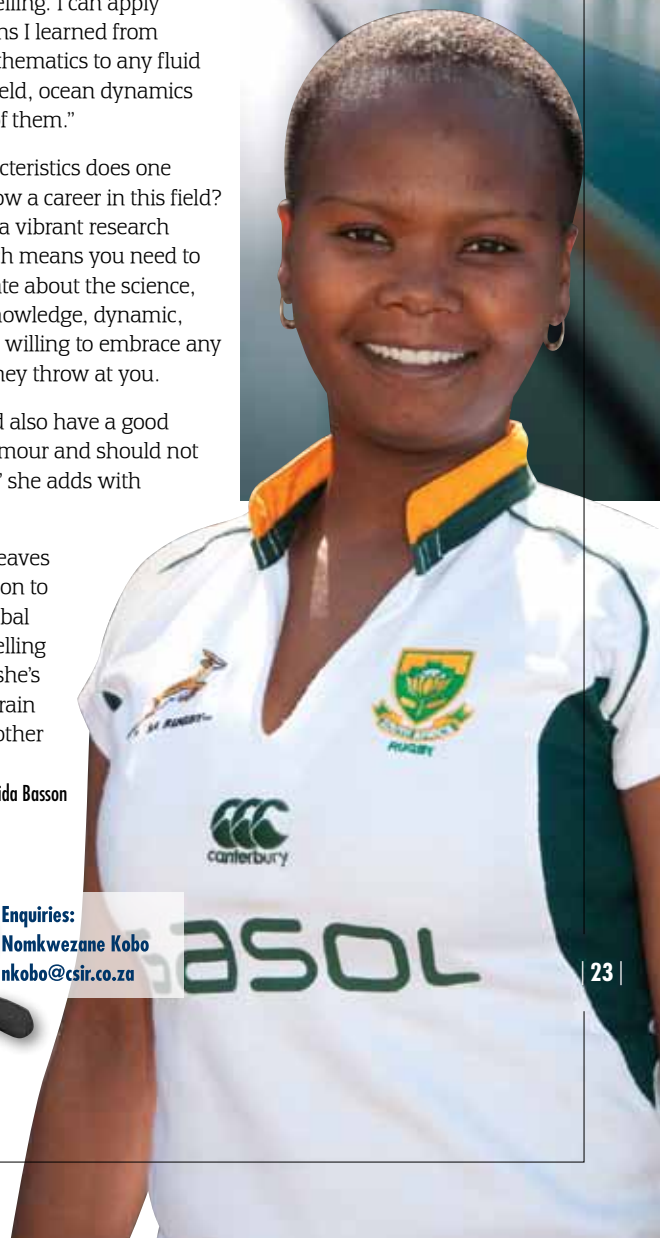 elling. I can apply
ns I learned from
thematics to any fluid
eld, ocean dynamics
f them.”
cteristics does one
ow a career in this field?
a vibrant research
h means you need to
te about the science,
nowledge, dynamic,
willing to embrace any
hey throw at you.
d also have a good
mour and should not
” she adds with
eaves
on to
bal
elling
she’s
rain
other
ida Basson
SA RUGBY
RUGBY
canterbury
Enquiries:
Nomkwezane Kobo
nkobo@csir.co.za
asol
| 23 |